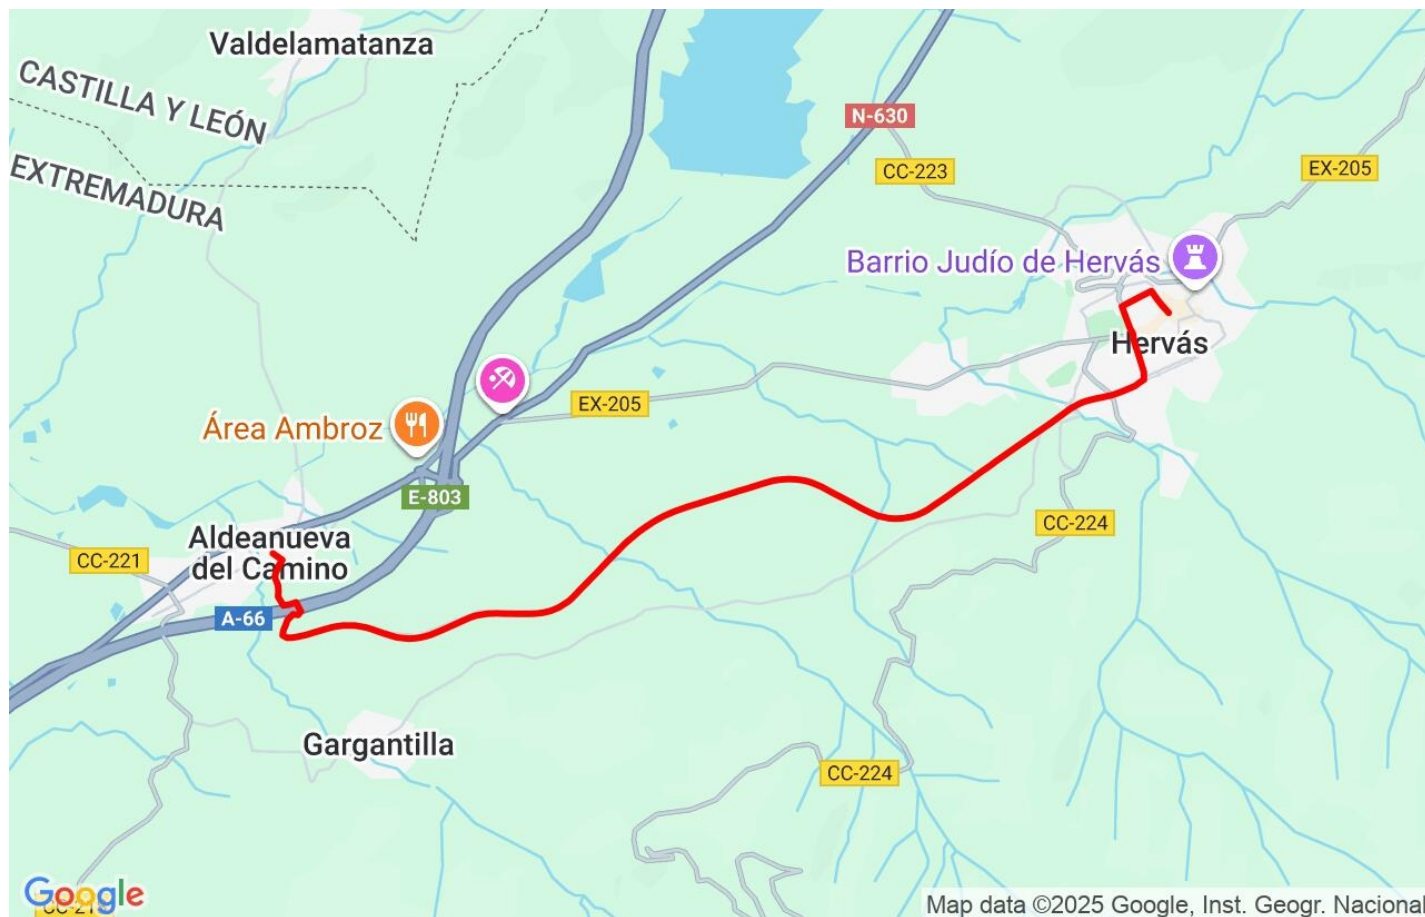 Valdelamatanza
CASTILLA Y LEÓN
EXTREMADURA
N-630
CC-223
EX-205
Barrio Judío de Hervás
Hervás
EX-205
Área Ambroz
E-803
Aldeanueva
del Camino
CC-221
CC-224
A-66
Gargantilla
CC-224
Google
Map data ©2025 Google, Inst. Geogr. Nacional